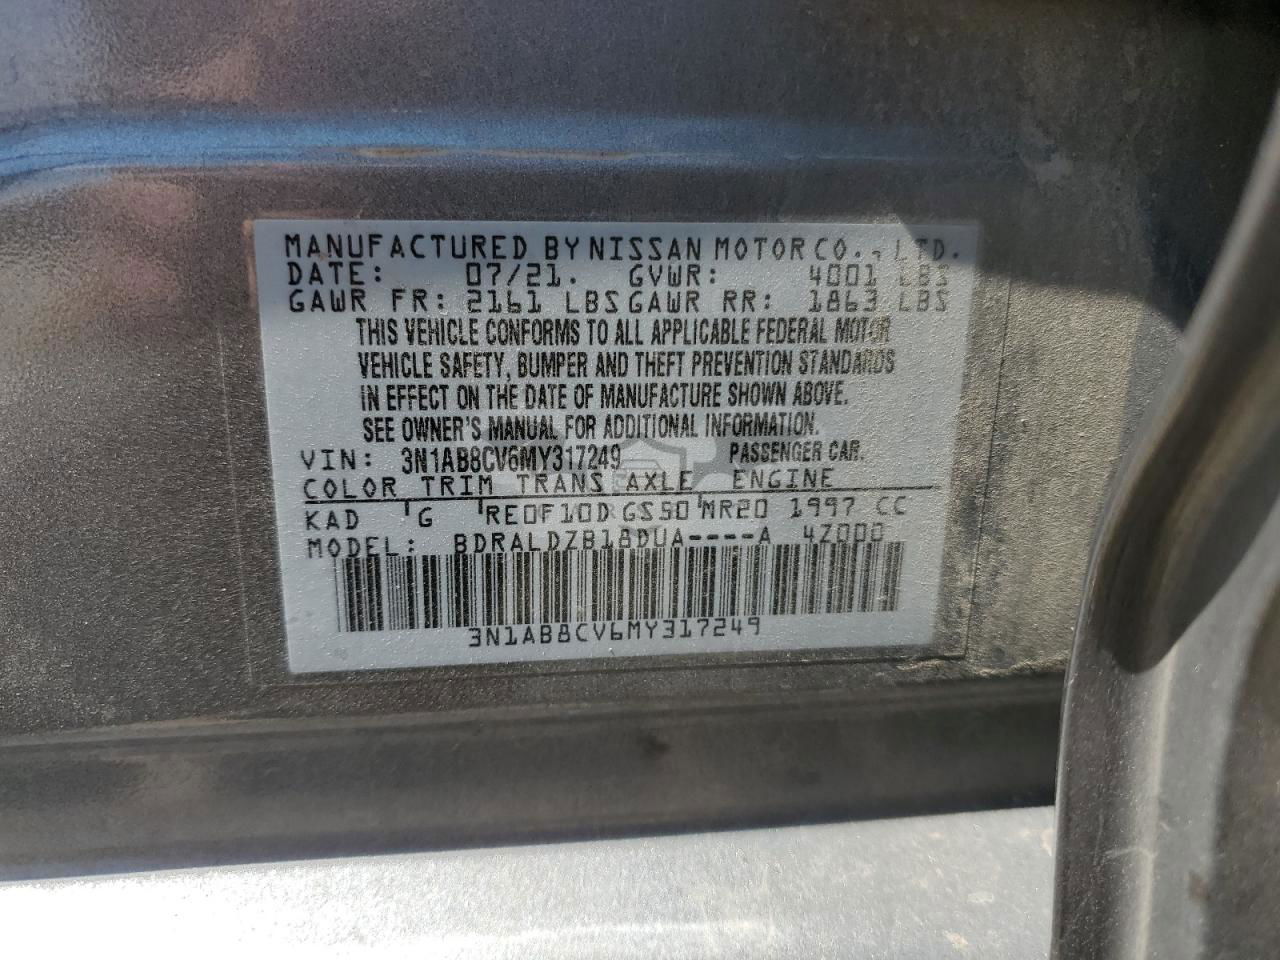 MANUFACTURED BY NISSAN MOTOR CO., LTD.
DATE: 07/21. GVWR: 4001 LBS
GAWR FR: 2161 LBS GAWR RR: 1863 LBS
THIS VEHICLE CONFORMS TO ALL APPLICABLE FEDERAL MOTOR
VEHICLE SAFETY, BUMPER AND THEFT PREVENTION STANDARDS
IN EFFECT ON THE DATE OF MANUFACTURE SHOWN ABOVE.
SEE OWNER'S MANUAL FOR ADDITIONAL INFORMATION.
VIN: 3N1AB8CV6MY317249 PASSENGER CAR.
COLOR TRIM TRANS AXLE ENGINE
KAD G RE0F10D GS90 MR20 1997 CC
MODEL: BDRALDZB18DUA----A 4Z000
3N1AB8CV6MY317249